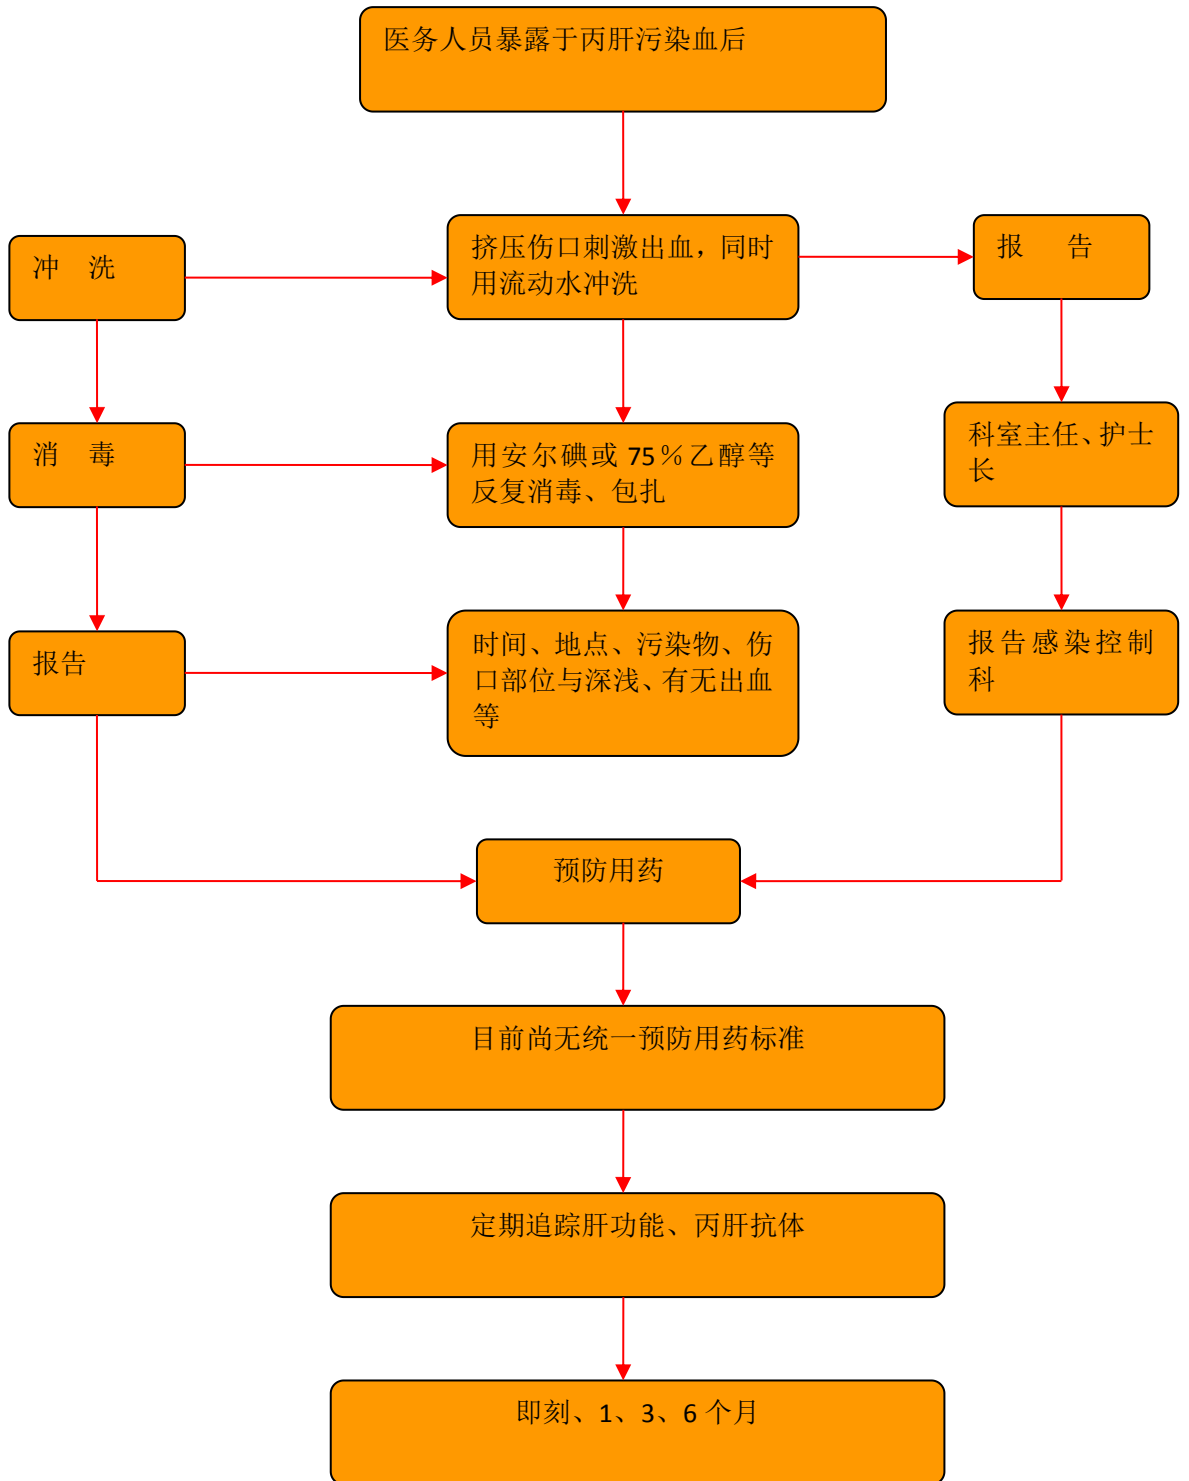 医务人员暴露于丙肝污染血后
冲 洗
挤压伤口刺激出血，同时
用流动水冲洗
报 告
消 毒
用安尔碘或 75％乙醇等
反复消毒、包扎
科室主任、护士
长
报告
时间、地点、污染物、伤
口部位与深浅、有无出血
等
报告感染控制
科
预防用药
目前尚无统一预防用药标准
定期追踪肝功能、丙肝抗体
即刻、1、3、6 个月